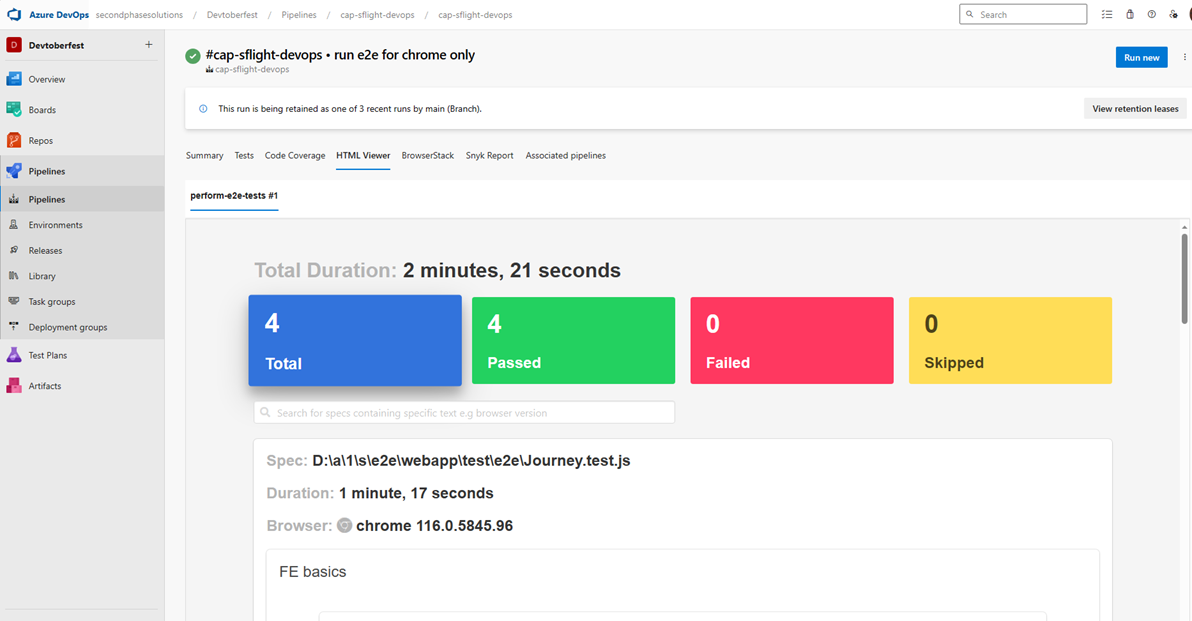 Azure DevOps secondphasesolutions / Devtoberfest / Pipelines / cap-sflight-devops / cap-sflight-devops
Search
D Devtoberfest +
Overview
Boards
Repos
Pipelines
Pipelines
Environments
Releases
Library
Task groups
Deployment groups
Test Plans
Artifacts
#cap-sflight-devops • run e2e for chrome only
cap-sflight-devops
Run new
This run is being retained as one of 3 recent runs by main (Branch).
View retention leases
Summary Tests Code Coverage HTML Viewer BrowserStack Snyk Report Associated pipelines
perform-e2e-tests #1
Total Duration: 2 minutes, 21 seconds
4
Total
4
Passed
0
Failed
0
Skipped
Search for specs containing specific text e.g browser version
Spec: D:\a\1\s\e2e\webapp\test\e2e\Journey.test.js
Duration: 1 minute, 17 seconds
Browser: chrome 116.0.5845.96
FE basics